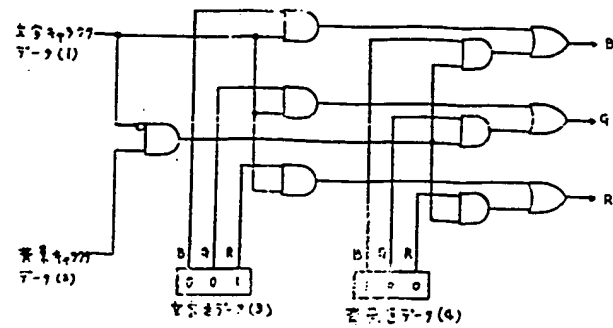 文字キャラクタ
データ(1)
B
G
R
背景キャラクタ
データ(2)
B G R
0 0 1
B G R
0 0
文字色データ(3)
背景色データ(4)